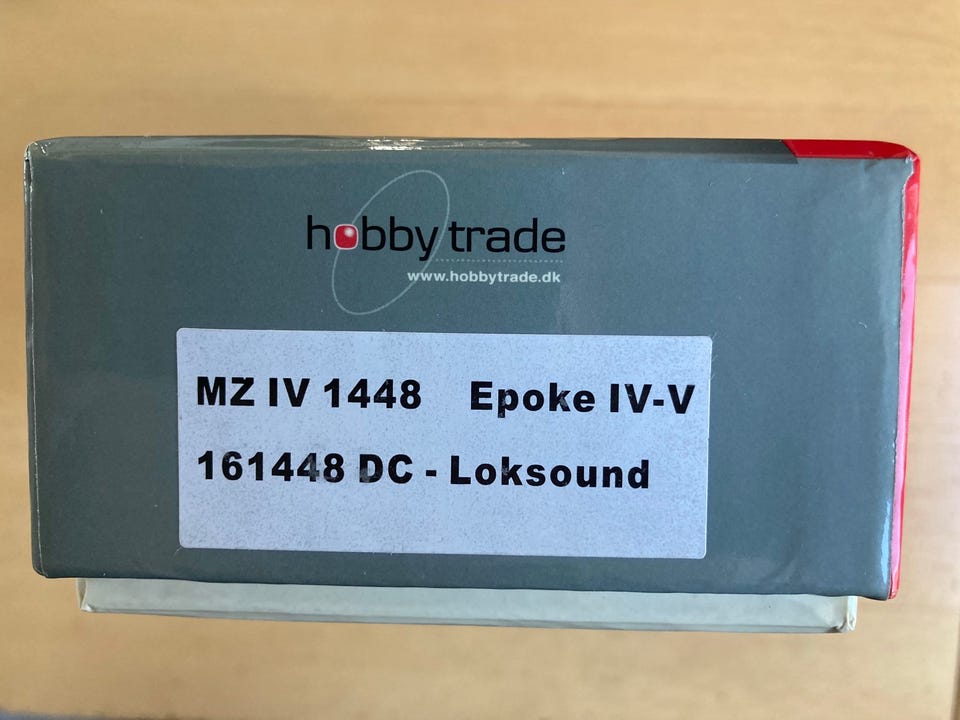 hobby trade
www.hobbytrade.dk
MZ IV 1448 Epoke IV-V
161448 DC - Loksound